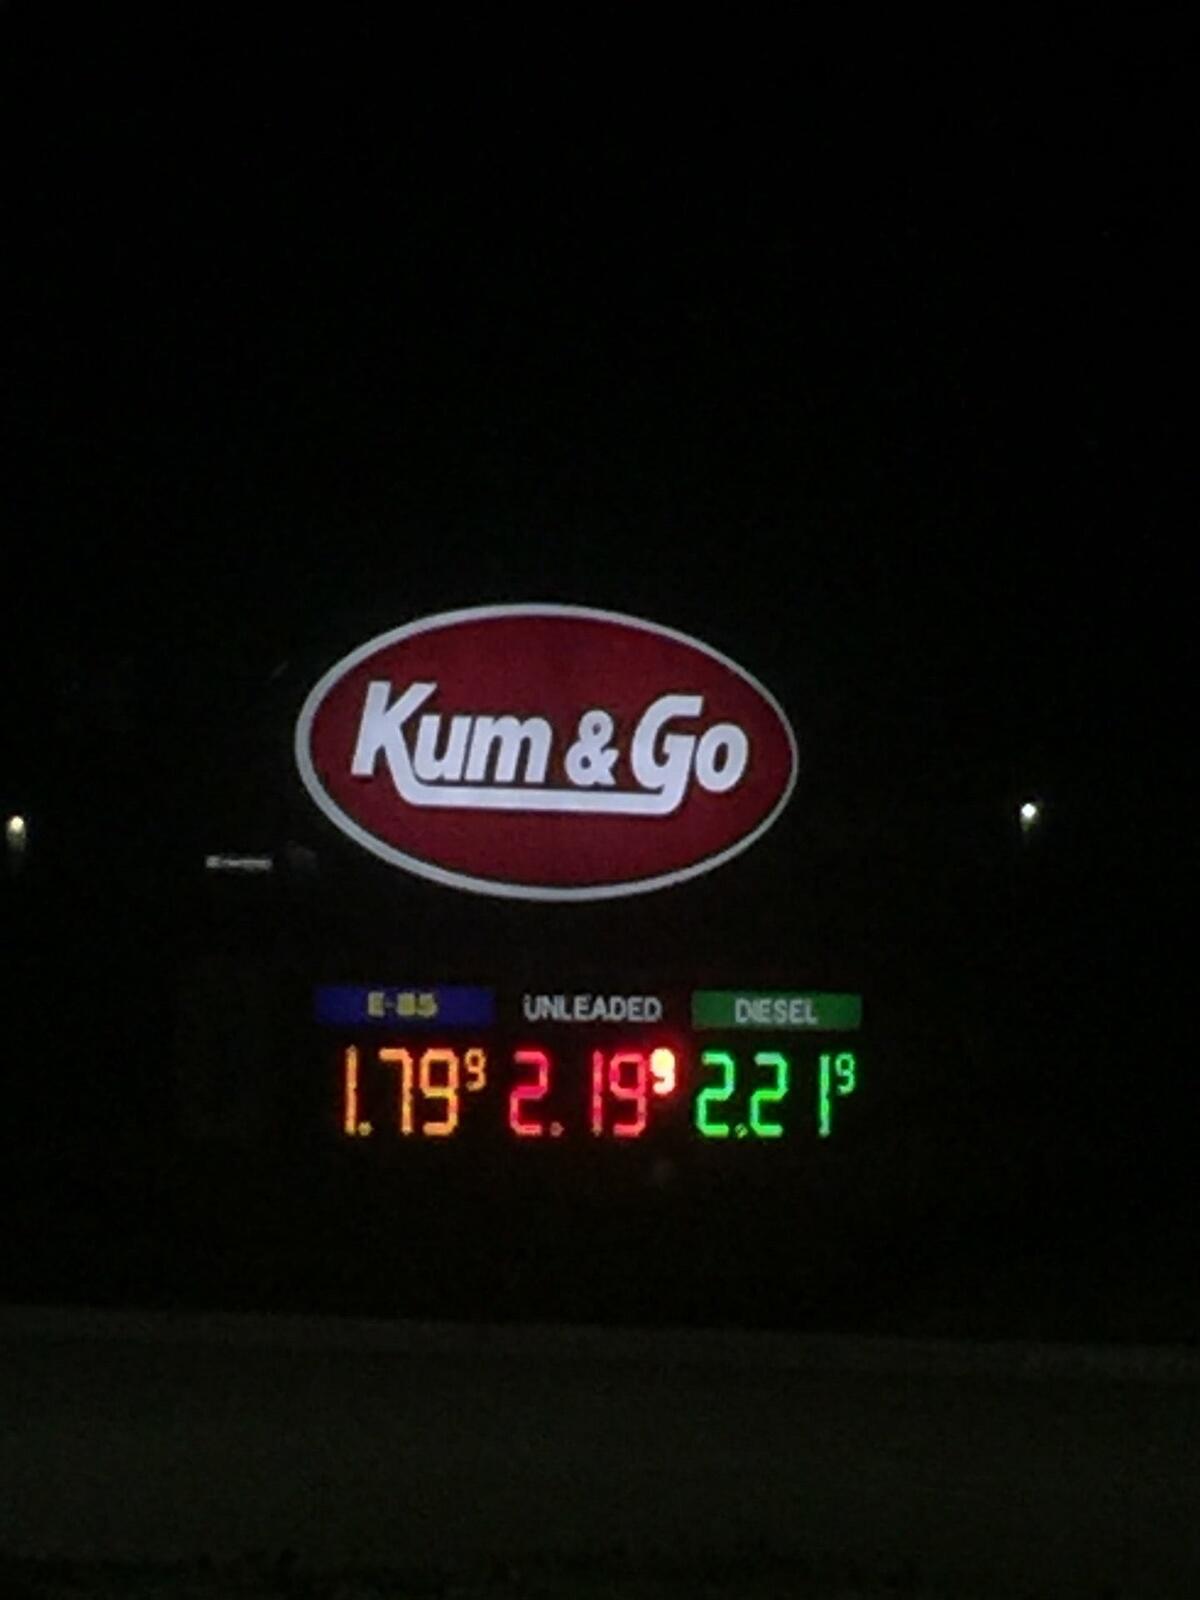 Kum & Go
E-85 UNLEADED DIESEL
1.79⁹ 2.19⁹ 2.21⁹